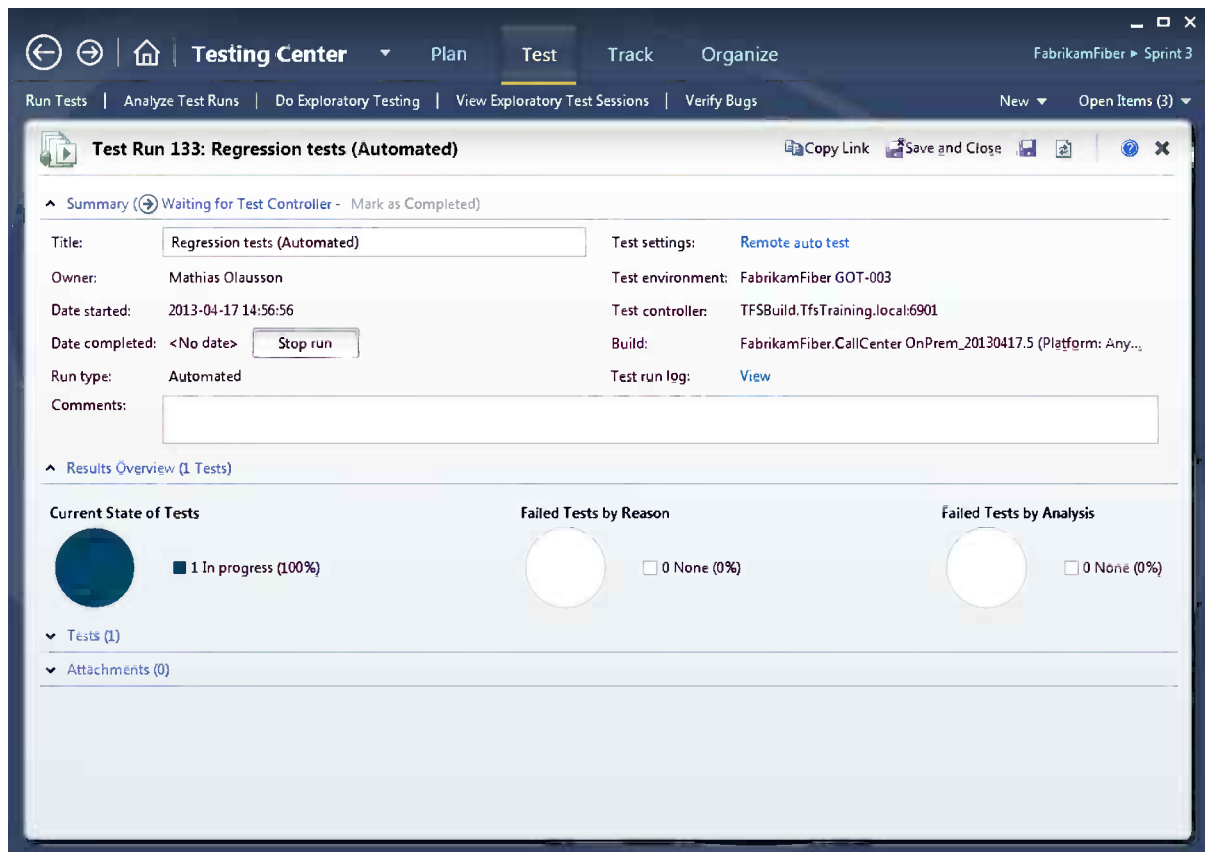 Testing Center Plan Test Track Organize FabrikamFiber ▸ Sprint 3
Run Tests | Analyze Test Runs | Do Exploratory Testing | View Exploratory Test Sessions | Verify Bugs New Open Items (3)
Test Run 133: Regression tests (Automated) Copy Link Save and Close
Summary ( Waiting for Test Controller - Mark as Completed)
Title: Regression tests (Automated) Test settings: Remote auto test
Owner: Mathias Olausson Test environment: FabrikamFiber GOT-003
Date started: 2013-04-17 14:56:56 Test controller: TFSBuild.TfsTraining.local:6901
Date completed: <No date> Stop run Build: FabrikamFiber.CallCenter OnPrem_20130417.5 (Platform: Any...
Run type: Automated Test run log: View
Comments:
Results Overview (1 Tests)
Current State of Tests Failed Tests by Reason Failed Tests by Analysis
1 In progress (100%) 0 None (0%) 0 None (0%)
Tests (1)
Attachments (0)